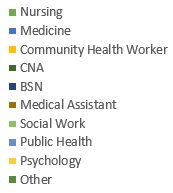 Nursing
Medicine
Community Health Worker
CNA
BSN
Medical Assistant
Social Work
Public Health
Psychology
Other